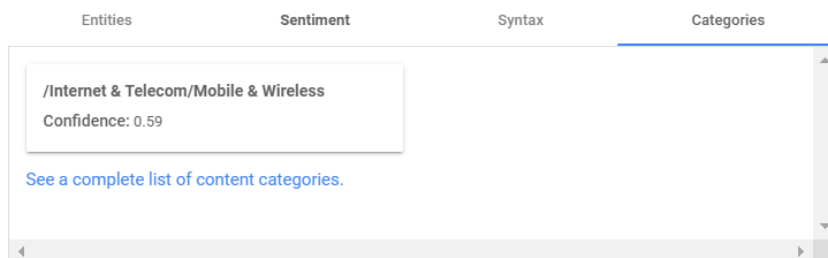 Entities Sentiment Syntax Categories
/Internet & Telecom/Mobile & Wireless
Confidence: 0.59
See a complete list of content categories.